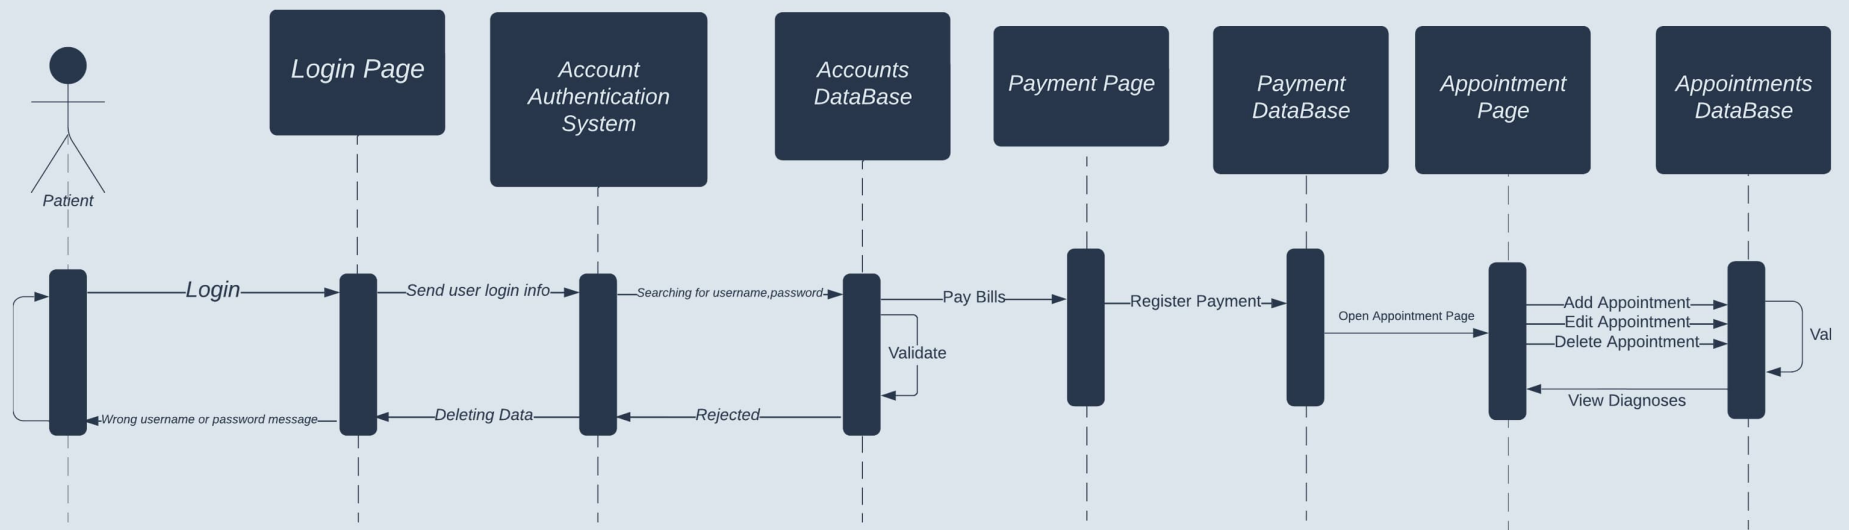 Login Page
Account
Authentication
System
Accounts
DataBase
Payment Page
Payment
DataBase
Appointment
Page
Appointments
DataBase
Patient
Login
Send user login info
Searching for username,password
Pay Bills
Register Payment
Open Appointment Page
Add Appointment
Edit Appointment
Delete Appointment
Validate
Val
View Diagnoses
Wrong username or password message
Deleting Data
Rejected